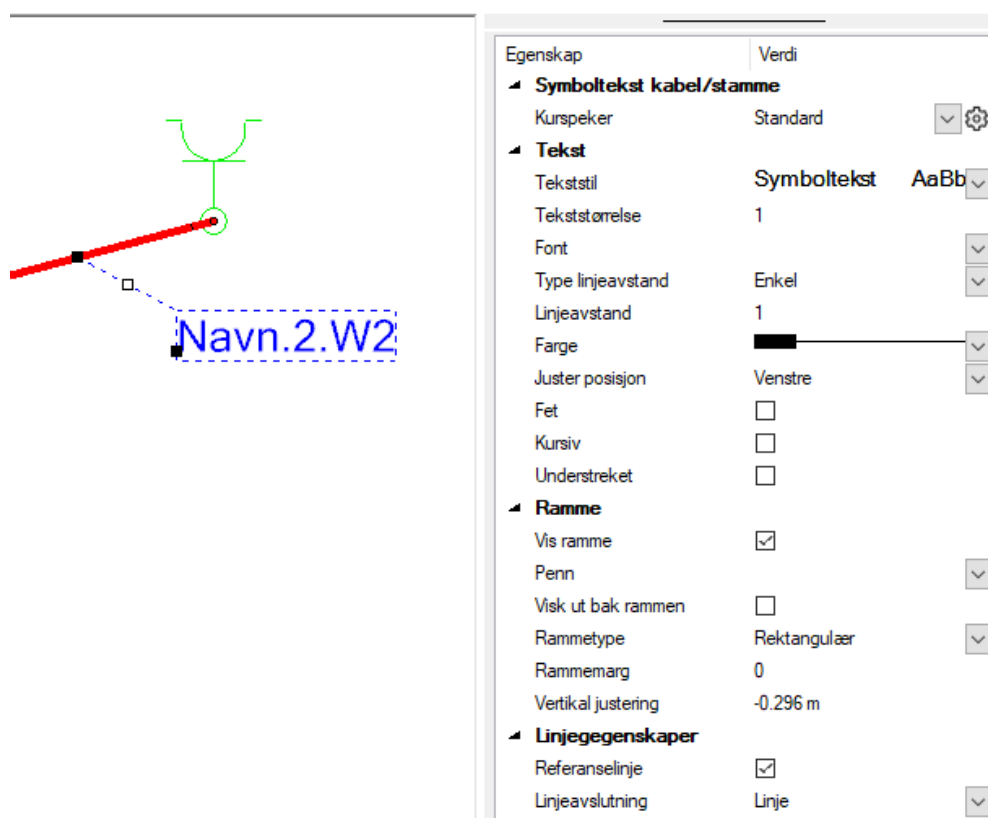 Navn.2.W2
Egenskap Verdi
Symboltekst kabel/stamme
Kurspeker Standard
Tekst
Tekststil Symboltekst AaBb
Tekststørrelse 1
Font
Type linjeavstand Enkel
Linjeavstand 1
Farge
Juster posisjon Venstre
Fet
Kursiv
Understreket
Ramme
Vis ramme
Penn
Visk ut bak rammen
Rammetype Rektangulær
Rammemarg 0
Vertikal justering -0.296 m
Linjegegenskaper
Referanselinje
Linjeavslutning Linje